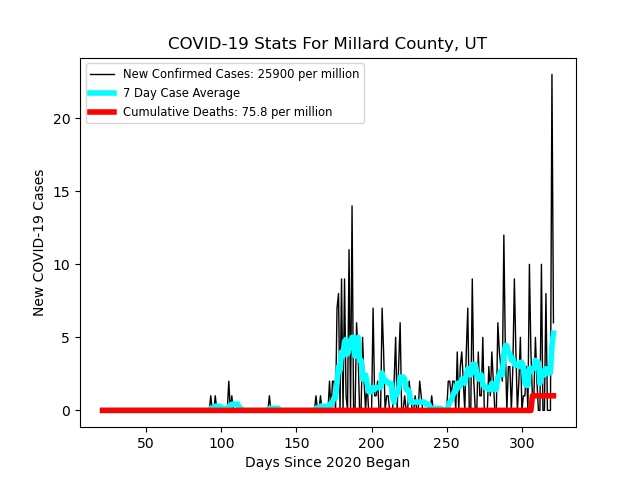 COVID-19 Stats For Millard County, UT
New Confirmed Cases: 25900 per million
7 Day Case Average
Cumulative Deaths: 75.8 per million
New COVID-19 Cases
20
15
10
5
0
50
100
150
200
250
300
Days Since 2020 Began